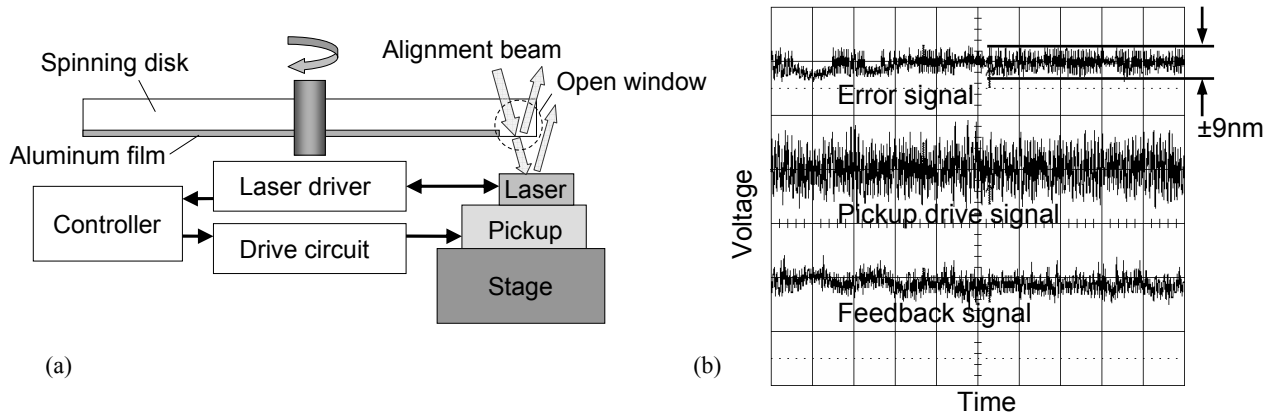 (a)
Spinning disk
Alignment beam
Open window
Aluminum film
Laser driver
Laser
Controller
Pickup
Drive circuit
Stage
(b)
Voltage
Error signal
±9nm
Pickup drive signal
Feedback signal
Time